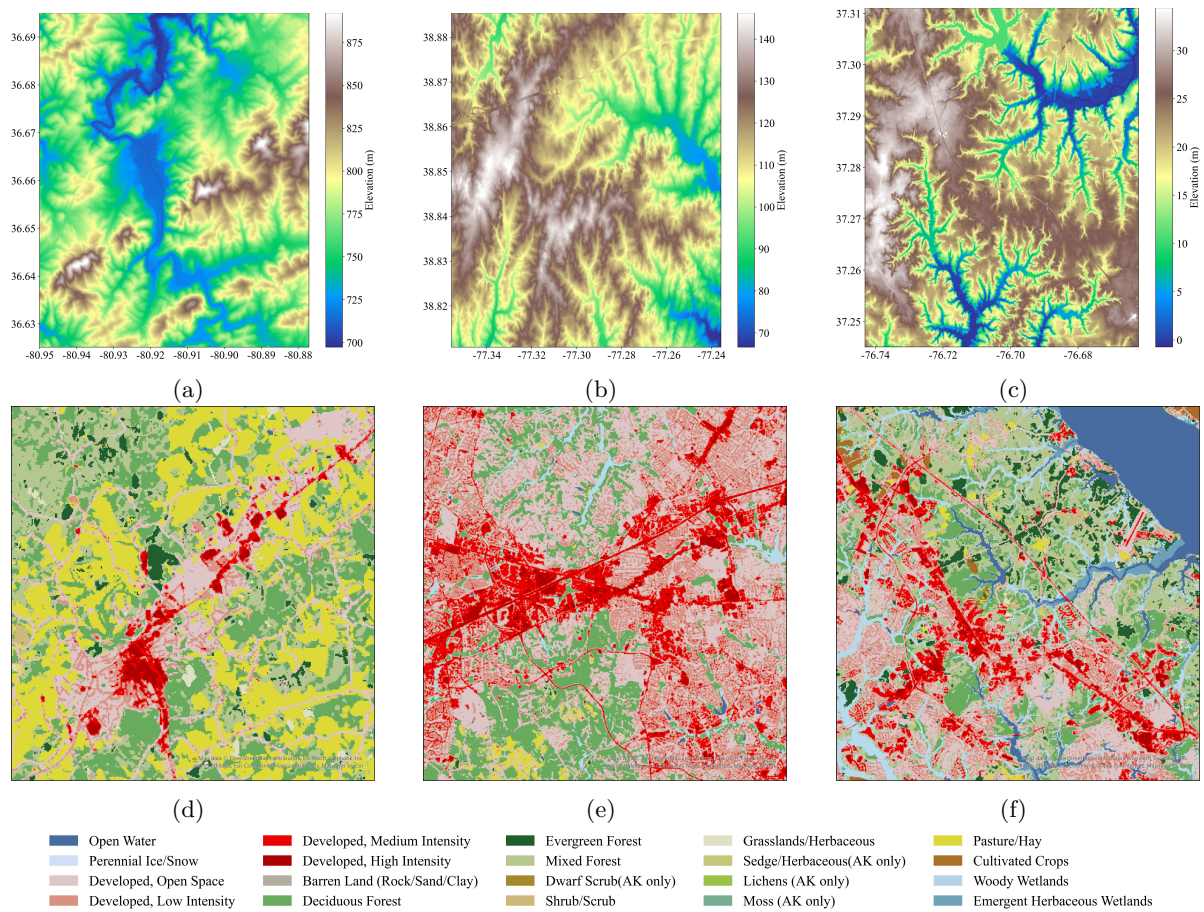 36.69
36.68
36.67
36.66
36.65
36.64
36.63
-80.95 -80.94 -80.93 -80.92 -80.91 -80.90 -80.89 -80.88
875
850
825
800
775
750
725
700
Elevation (m)
(a)
38.88
38.87
38.86
38.85
38.84
38.83
38.82
-77.34 -77.32 -77.30 -77.28 -77.26 -77.24
140
130
120
110
100
90
80
70
Elevation (m)
(b)
37.31
37.30
37.29
37.28
37.27
37.26
37.25
-76.74 -76.72 -76.70 -76.68
30
25
20
15
10
5
0
Elevation (m)
(c)
(d)
(e)
(f)
Open Water
Perennial Ice/Snow
Developed, Open Space
Developed, Low Intensity
Developed, Medium Intensity
Developed, High Intensity
Barren Land (Rock/Sand/Clay)
Deciduous Forest
Evergreen Forest
Mixed Forest
Dwarf Scrub(AK only)
Shrub/Scrub
Grasslands/Herbaceous
Sedge/Herbaceous(AK only)
Lichens (AK only)
Moss (AK only)
Pasture/Hay
Cultivated Crops
Woody Wetlands
Emergent Herbaceous Wetlands